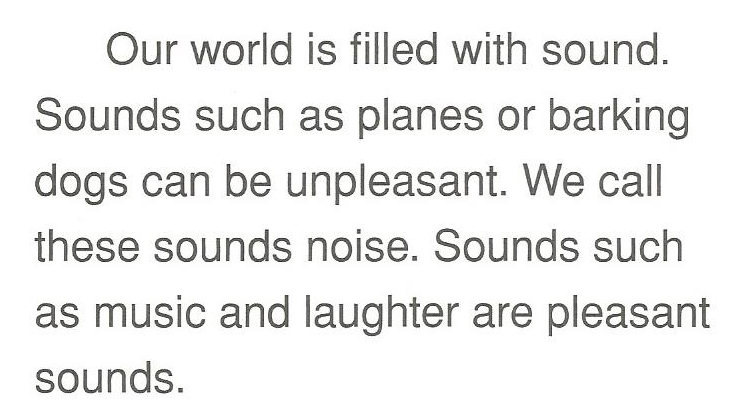 Our world is filled with sound.
Sounds such as planes or barking
dogs can be unpleasant. We call
these sounds noise. Sounds such
as music and laughter are pleasant
sounds.